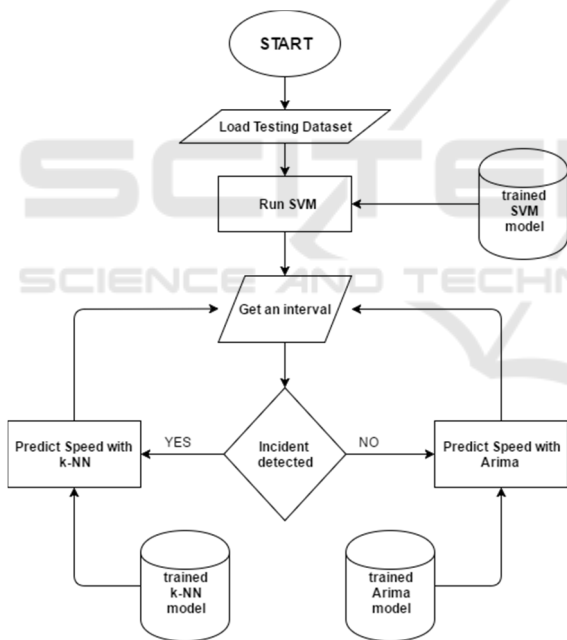 START
Load Testing Dataset
SCITE
Run SVM
trained
SVM
model
SCIENCE AND TECHN
Get an interval
Predict Speed with
k-NN
YES
Incident
detected
NO
Predict Speed with
Arima
trained
k-NN
model
trained
Arima
model